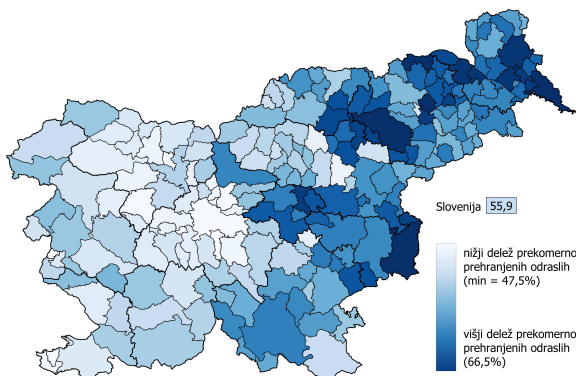 Slovenija 55,9
nižji delež prekomerno
prehranjenih odraslih
(min = 47,5%)
višji delež prekomerno
prehranjenih odraslih
(66,5%)